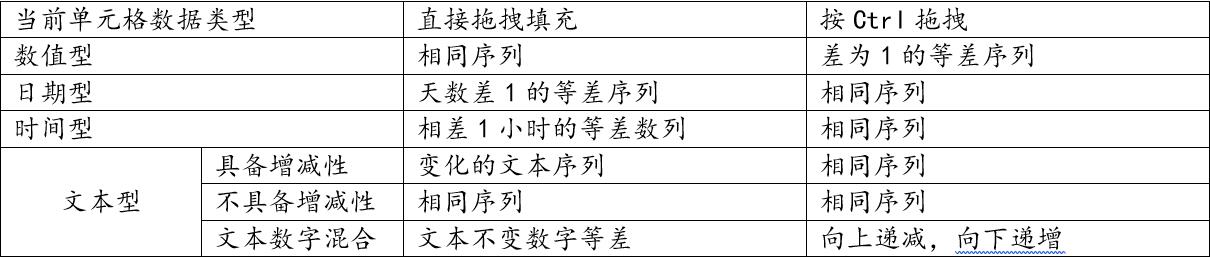 当前单元格数据类型 直接拖拽填充 按 Ctrl 拖拽
数值型 相同序列 差为 1 的等差序列
日期型 天数差 1 的等差序列 相同序列
时间型 相差 1 小时的等差数列 相同序列
文本型 具备增减性 变化的文本序列 相同序列
不具备增减性 相同序列 相同序列
文本数字混合 文本不变数字等差 向上递减，向下递增